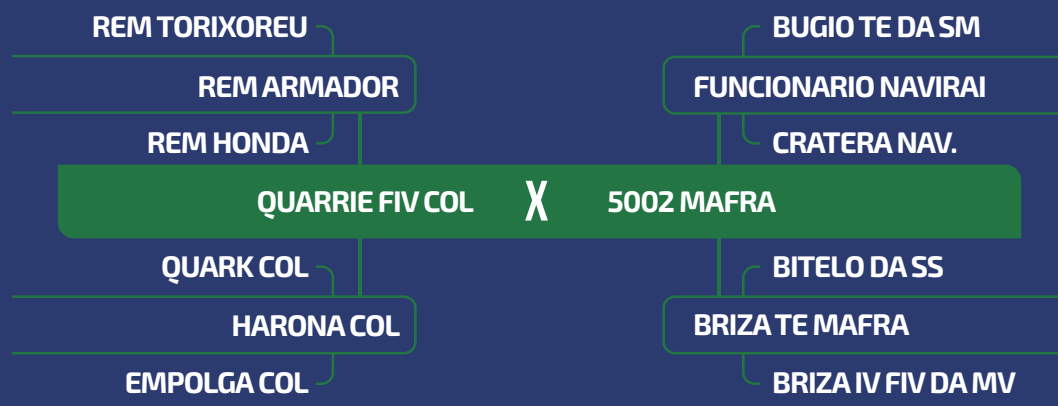 REM TORIXOREU
BUGIO TE DA SM
REM ARMADOR
FUNCIONARIO NAVIRAI
REM HONDA
CRATERA NAV.
QUARRIE FIV COL X 5002 MAFRA
QUARK COL
BITELO DA SS
HARONA COL
BRIZA TE MAFRA
EMPOLGA COL
BRIZA IV FIV DA MV